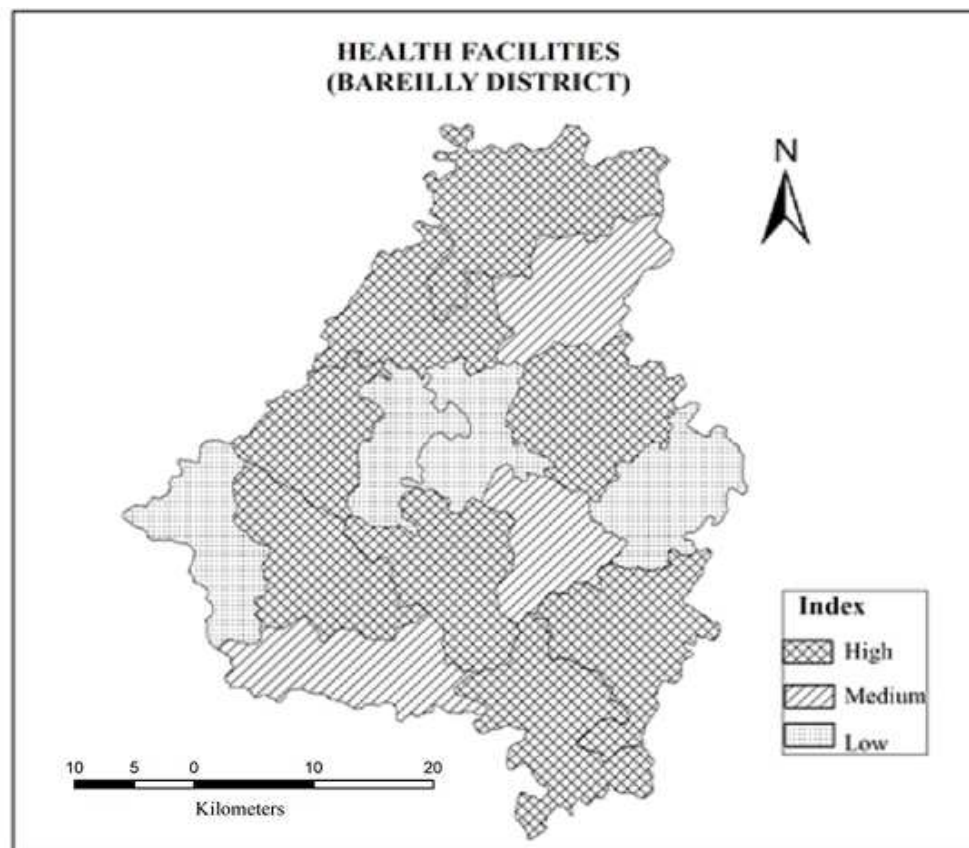 HEALTH FACILITIES
(BAREILLY DISTRICT)
N
Index
High
Medium
Low
10 5 0 10 20
Kilometers